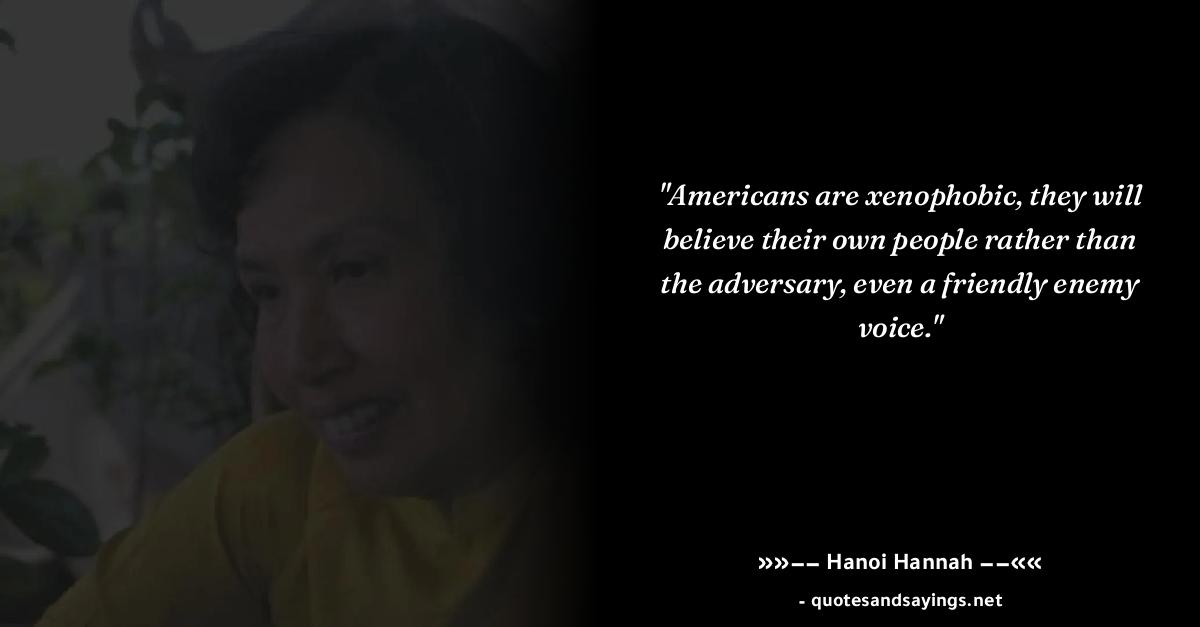 "Americans are xenophobic, they will
believe their own people rather than
the adversary, even a friendly enemy
voice."
»»−− Hanoi Hannah −−««
- quotesandsayings.net